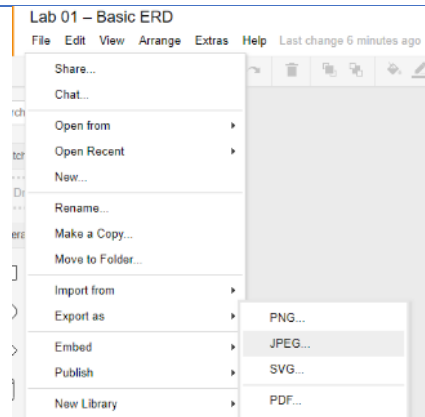 Lab 01 – Basic ERD
File Edit View Arrange Extras Help Last change 6 minutes ago
Share...
Chat...
Open from
Open Recent
New...
Rename...
Make a Copy...
Move to Folder...
Import from
Export as
Embed
Publish
New Library
PNG...
JPEG...
SVG...
PDF...